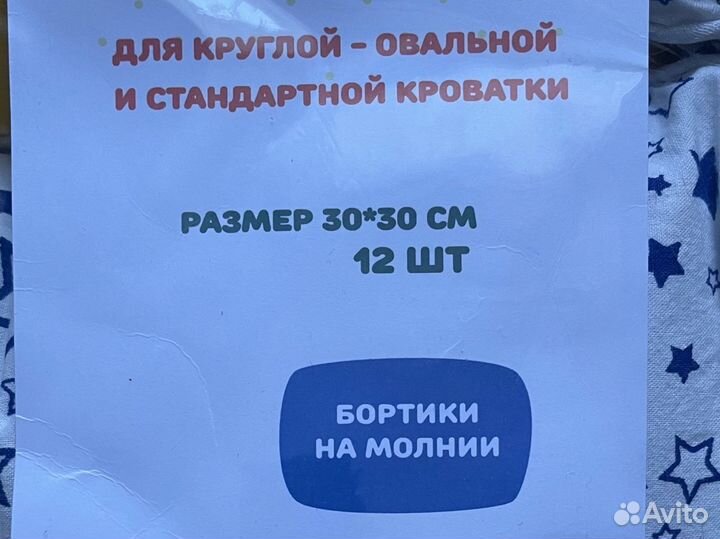 ДЛЯ КРУГЛОЙ - ОВАЛЬНОЙ
И СТАНДАРТНОЙ КРОВАТКИ
РАЗМЕР 30*30 СМ
12 ШТ
БОРТИКИ
НА МОЛНИИ
Avito